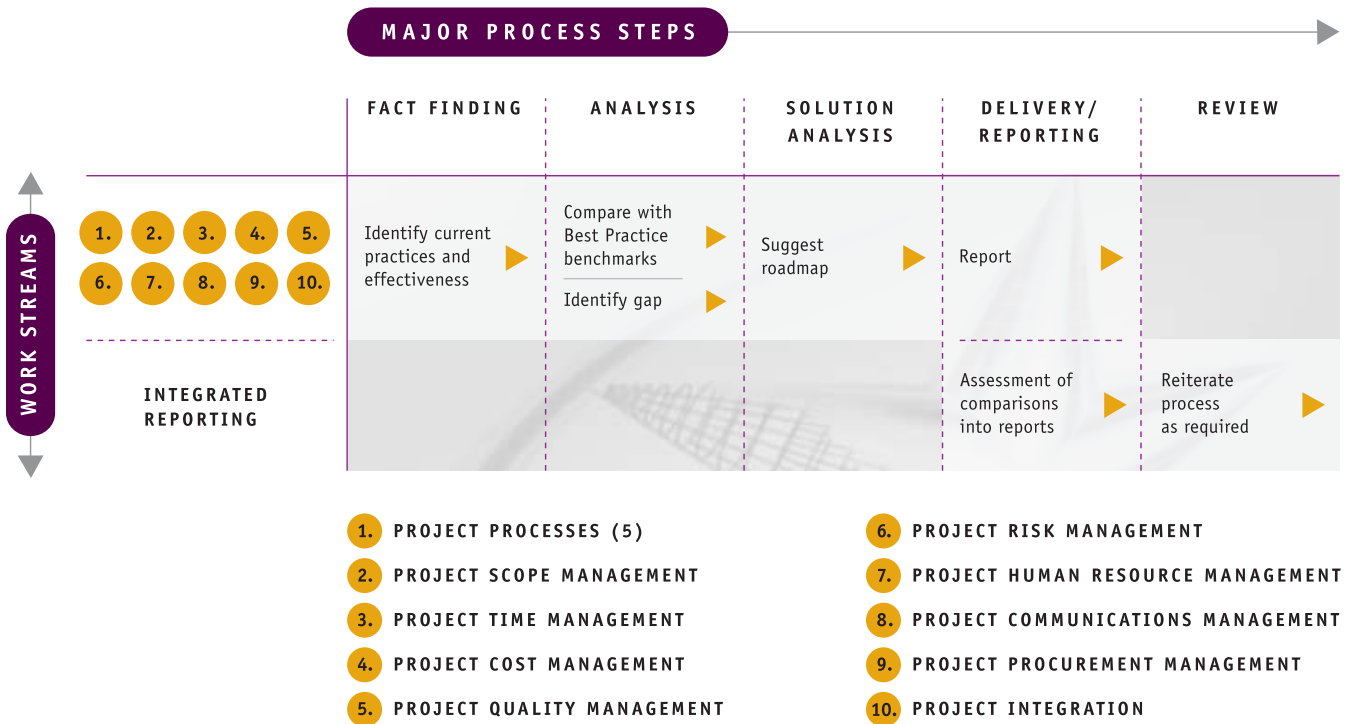 MAJOR PROCESS STEPS
FACT FINDING
ANALYSIS
SOLUTION
ANALYSIS
DELIVERY/
REPORTING
REVIEW
WORK STREAMS
1. 2. 3. 4. 5.
6. 7. 8. 9. 10.
Identify current
practices and
effectiveness
Compare with
Best Practice
benchmarks
Identify gap
Suggest
roadmap
Report
INTEGRATED
REPORTING
Assessment of
comparisons
into reports
Reiterate
process
as required
1. PROJECT PROCESSES (5)
2. PROJECT SCOPE MANAGEMENT
3. PROJECT TIME MANAGEMENT
4. PROJECT COST MANAGEMENT
5. PROJECT QUALITY MANAGEMENT
6. PROJECT RISK MANAGEMENT
7. PROJECT HUMAN RESOURCE MANAGEMENT
8. PROJECT COMMUNICATIONS MANAGEMENT
9. PROJECT PROCUREMENT MANAGEMENT
10. PROJECT INTEGRATION